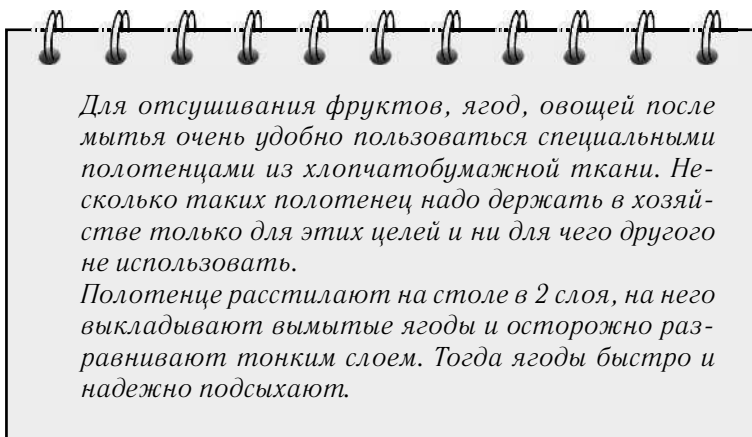 Для отсушивания фруктов, ягод, овощей после
мытья очень удобно пользоваться специальными
полотенцами из хлопчатобумажной ткани. Не-
сколько таких полотенец надо держать в хозяй-
стве только для этих целей и ни для чего другого
не использовать.
Полотенце расстилают на столе в 2 слоя, на него
выкладывают вымытые ягоды и осторожно раз-
равнивают тонким слоем. Тогда ягоды быстро и
надежно подсыхают.